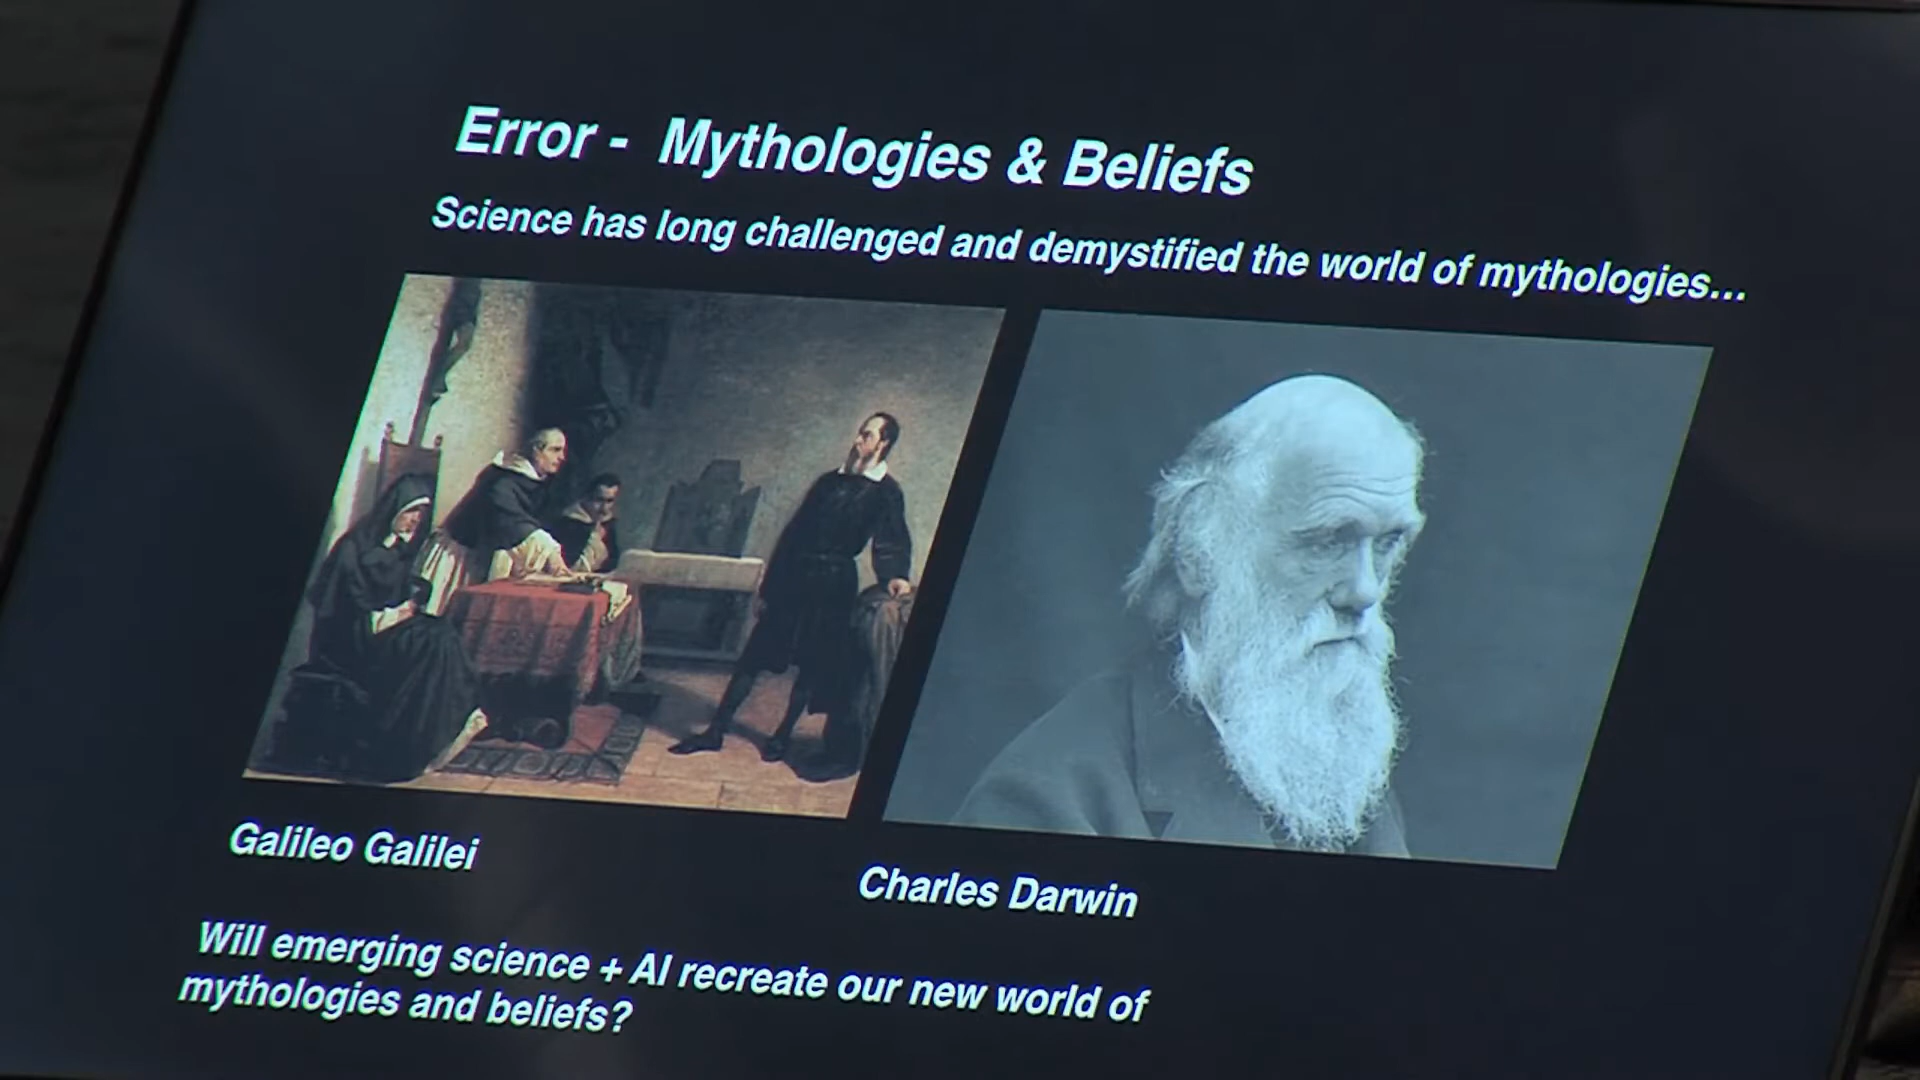 Error - Mythologies & Beliefs
Science has long challenged and demystified the world of mythologies...
Galileo Galilei
Charles Darwin
Will emerging science + AI recreate our new world of
mythologies and beliefs?